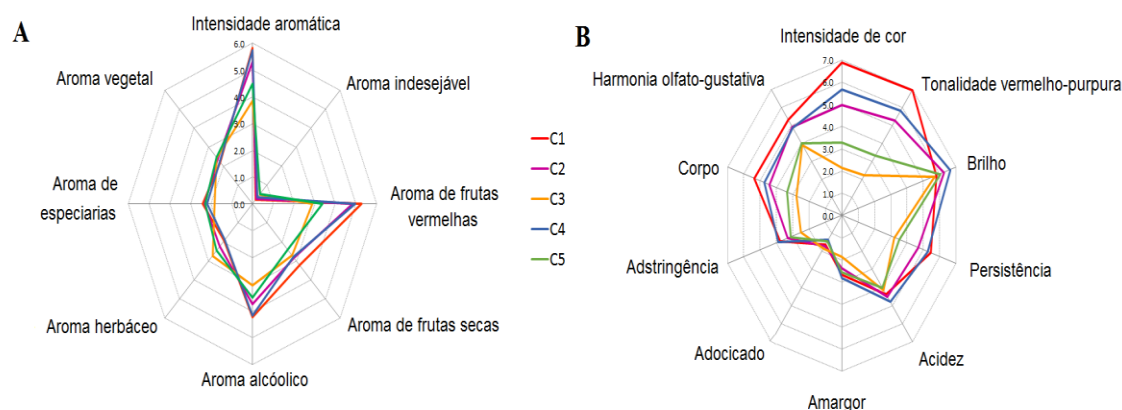 A
Intensidade aromática
6.0
5.0
4.0
3.0
2.0
1.0
0.0
Aroma indesejável
Aroma de frutas
vermelhas
Aroma de frutas secas
Aroma alcóolico
Aroma herbáceo
Aroma de
especiarias
Aroma vegetal
C1
C2
C3
C4
C5
B
Intensidade de cor
7.0
6.0
5.0
4.0
3.0
2.0
1.0
0.0
Tonalidade vermelho-purpura
Brilho
Persistência
Acidez
Amargor
Adocicado
Adstringência
Corpo
Harmonia olfato-gustativa